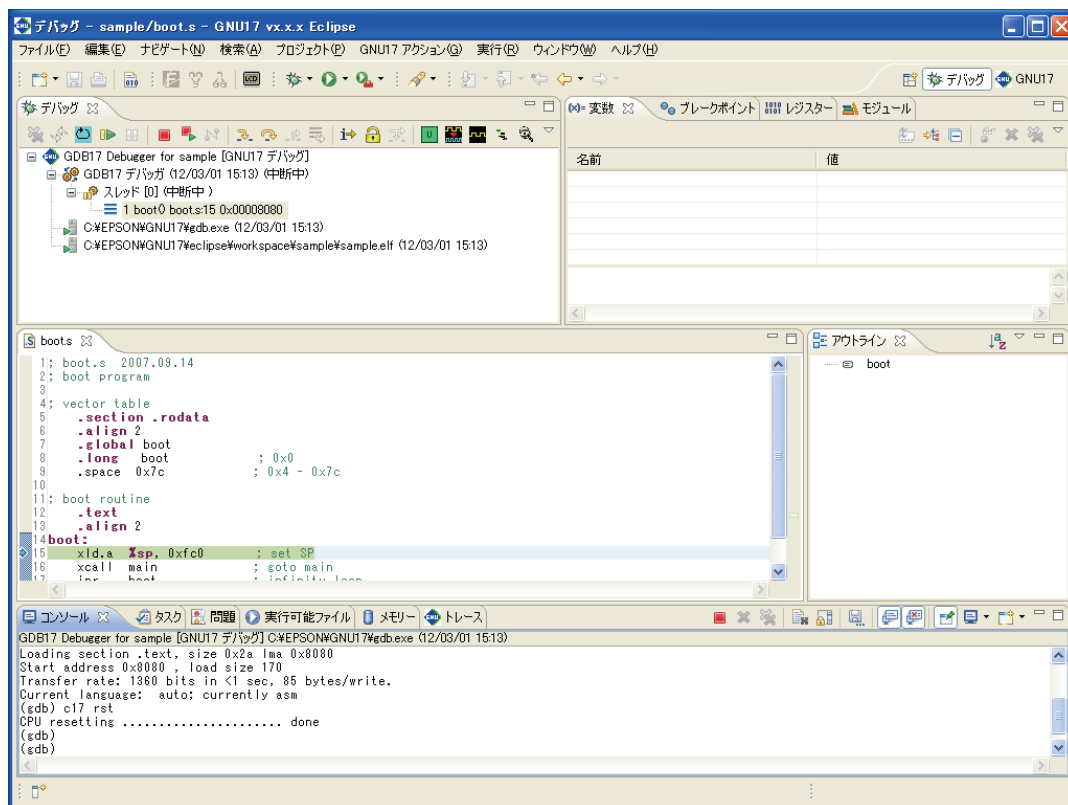 デバッグ - sample/boot.s - GNU17 vx.x.x Eclipse
ファイル(F) 編集(E) ナビゲート(N) 検索(A) プロジェクト(P) GNU17 アクション(G) 実行(R) ウィンドウ(W) ヘルプ(H)
デバッグ GNU17
デバッグ
GDB17 Debugger for sample [GNU17 デバッグ]
GDB17 デバッガ (12/03/01 15:13) (中断中)
スレッド [0] (中断中 )
1 boot() boot.s:15 0x00008080
C:¥EPSON¥GNU17¥gdb.exe (12/03/01 15:13)
C:¥EPSON¥GNU17¥eclipse¥workspace¥sample¥sample.elf (12/03/01 15:13)
(x)= 変数 ブレークポイント レジスター モジュール
名前 値
boot.s
1; boot.s 2007.09.14
2; boot program
3
4; vector table
5 .section .rodata
6 .align 2
7 .global boot
8 .long boot ; 0x0
9 .space 0x7c ; 0x4 - 0x7c
10
11; boot routine
12 .text
13 .align 2
14 boot:
15 xld.a %sp, 0xfc0 ; set SP
16 xcall main ; goto main
17 jpr boot ; infinity loop
アウトライン
boot
コンソール タスク 問題 実行可能ファイル メモリー トレース
GDB17 Debugger for sample [GNU17 デバッグ] C:¥EPSON¥GNU17¥gdb.exe (12/03/01 15:13)
Loading section .text, size 0x2a lma 0x8080
Start address 0x8080 , load size 170
Transfer rate: 1360 bits in <1 sec, 85 bytes/write.
Current language: auto; currently asm
(gdb) c17 rst
CPU resetting ...................... done
(gdb)
(gdb)